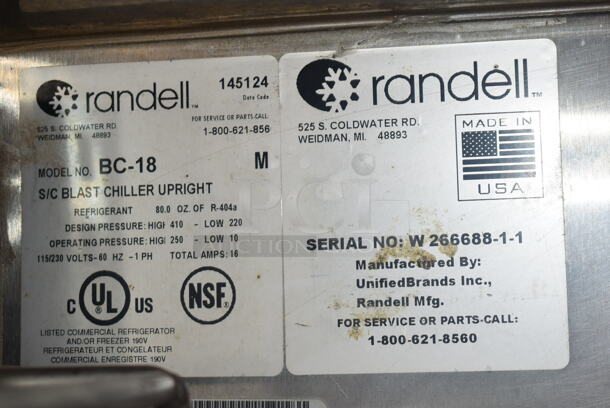 randell™
145124
Date Code
525 S. COLDWATER RD.
WEIDMAN, MI. 48893
FOR SERVICE OR PARTS-CALL:
1-800-621-856
MODEL NO. BC-18
M
S/C BLAST CHILLER UPRIGHT
REFRIGERANT 80.0 OZ. OF R-404a
DESIGN PRESSURE: HIGH 410 - LOW 220
OPERATING PRESSURE: HIGH 250 - LOW 10
115/230 VOLTS- 60 HZ -1 PH TOTAL AMPS: 16
C UL US
NSF®
LISTED COMMERCIAL REFRIGERATOR
AND/OR FREEZER 190V
REFRIGERATEUR ET CONGELATEUR
COMMERCIAL ENREGISTRE 190V
randell™
525 S. COLDWATER RD.
WEIDMAN, MI. 48893
MADE IN
USA
SERIAL NO: W 266688-1-1
Manufactured By:
UnifiedBrands Inc.,
Randell Mfg.
FOR SERVICE OR PARTS-CALL:
1-800-621-8560
PCI